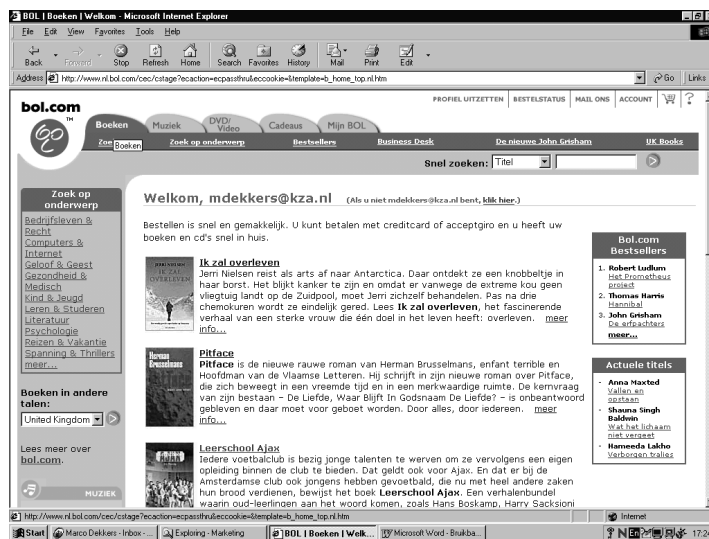 BOL | Boeken | Welkom - Microsoft Internet Explorer
File Edit View Favorites Tools Help
Back Forward Stop Refresh Home Search Favorites History Mail Print Edit
Address http://www.nl.bol.com/cec/cstage?ecaction=ecpassthru&eccookie=&template=b_home_top.nl.htm Go Links
bol.com
TM
PROFIEL UITZETTEN BESTELSTATUS MAIL ONS ACCOUNT ?
Boeken Muziek DVD/ Video Cadeaus Mijn BOL
Zoe Boeken Zoek op onderwerp Bestsellers Business Desk De nieuwe John Grisham UK Books
Snel zoeken: Titel
Zoek op
onderwerp
Bedrijfsleven &
Recht
Computers &
Internet
Geloof & Geest
Gezondheid &
Medisch
Kind & Jeugd
Leren & Studeren
Literatuur
Psychologie
Reizen & Vakantie
Spanning & Thrillers
meer...
Boeken in andere
talen:
United Kingdom
Lees meer over
bol.com.
MUZIEK
Welkom, mdekkers@kza.nl (Als u niet mdekkers@kza.nl bent, klik hier.)
Bestellen is snel en gemakkelijk. U kunt betalen met creditcard of acceptgiro en u heeft uw
boeken en cd's snel in huis.
IK ZAL
OVERLEVEN
Ik zal overleven
Jerri Nielsen reist als arts af naar Antarctica. Daar ontdekt ze een knobbeltje in
haar borst. Het blijkt kanker te zijn en omdat er vanwege de extreme kou geen
vliegtuig landt op de Zuidpool, moet Jerri zichzelf behandelen. Pas na drie
chemokuren wordt ze eindelijk gered. Lees Ik zal overleven, het fascinerende
verhaal van een sterke vrouw die één doel in het leven heeft: overleven. meer
info...
Herman
Brusselmans
Pitface
Pitface is de nieuwe rauwe roman van Herman Brusselmans, enfant terrible en
Hoofdman van de Vlaamse Letteren. Hij schrijft in zijn nieuwe roman over Pitface,
die zich beweegt in een vreemde tijd en in een merkwaardige ruimte. De kernvraag
van zijn bestaan – De Liefde, Waar Blijft In Godsnaam De Liefde? – is onbeantwoord
gebleven en daar moet voor geboet worden. Door alles, door iedereen. meer
info...
Leerschool Ajax
Iedere voetbalclub is bezig jonge talenten te werven om ze vervolgens een eigen
opleiding binnen de club te bieden. Dat geldt ook voor Ajax. En dat er bij de
Amsterdamse club ook jongens hebben gevoetbald, die nu met heel andere zaken
hun brood verdienen, bewijst het boek Leerschool Ajax. Een verhalenbundel
waarin oud-leerlingen aan het woord komen, zoals Hans Boskamp, Harry Sacksioni
Bol.com
Bestsellers
1. Robert Ludlum
Het Prometheus
project
2. Thomas Harris
Hannibal
3. John Grisham
De erfpachters
meer...
Actuele titels
- Anna Maxted
Vallen en
opstaan
- Shauna Singh
Baldwin
Wat het lichaam
niet vergeet
- Hameeda Lakho
Verborgen tralies
http://www.nl.bol.com/cec/cstage?ecaction=ecpassthru&eccookie=&template=b_home_top.nl.htm Internet
Start Marco Dekkers - Inbox - ... Exploring - Marketing BOL | Boeken | Welk... Microsoft Word - Bruikba... 17:24